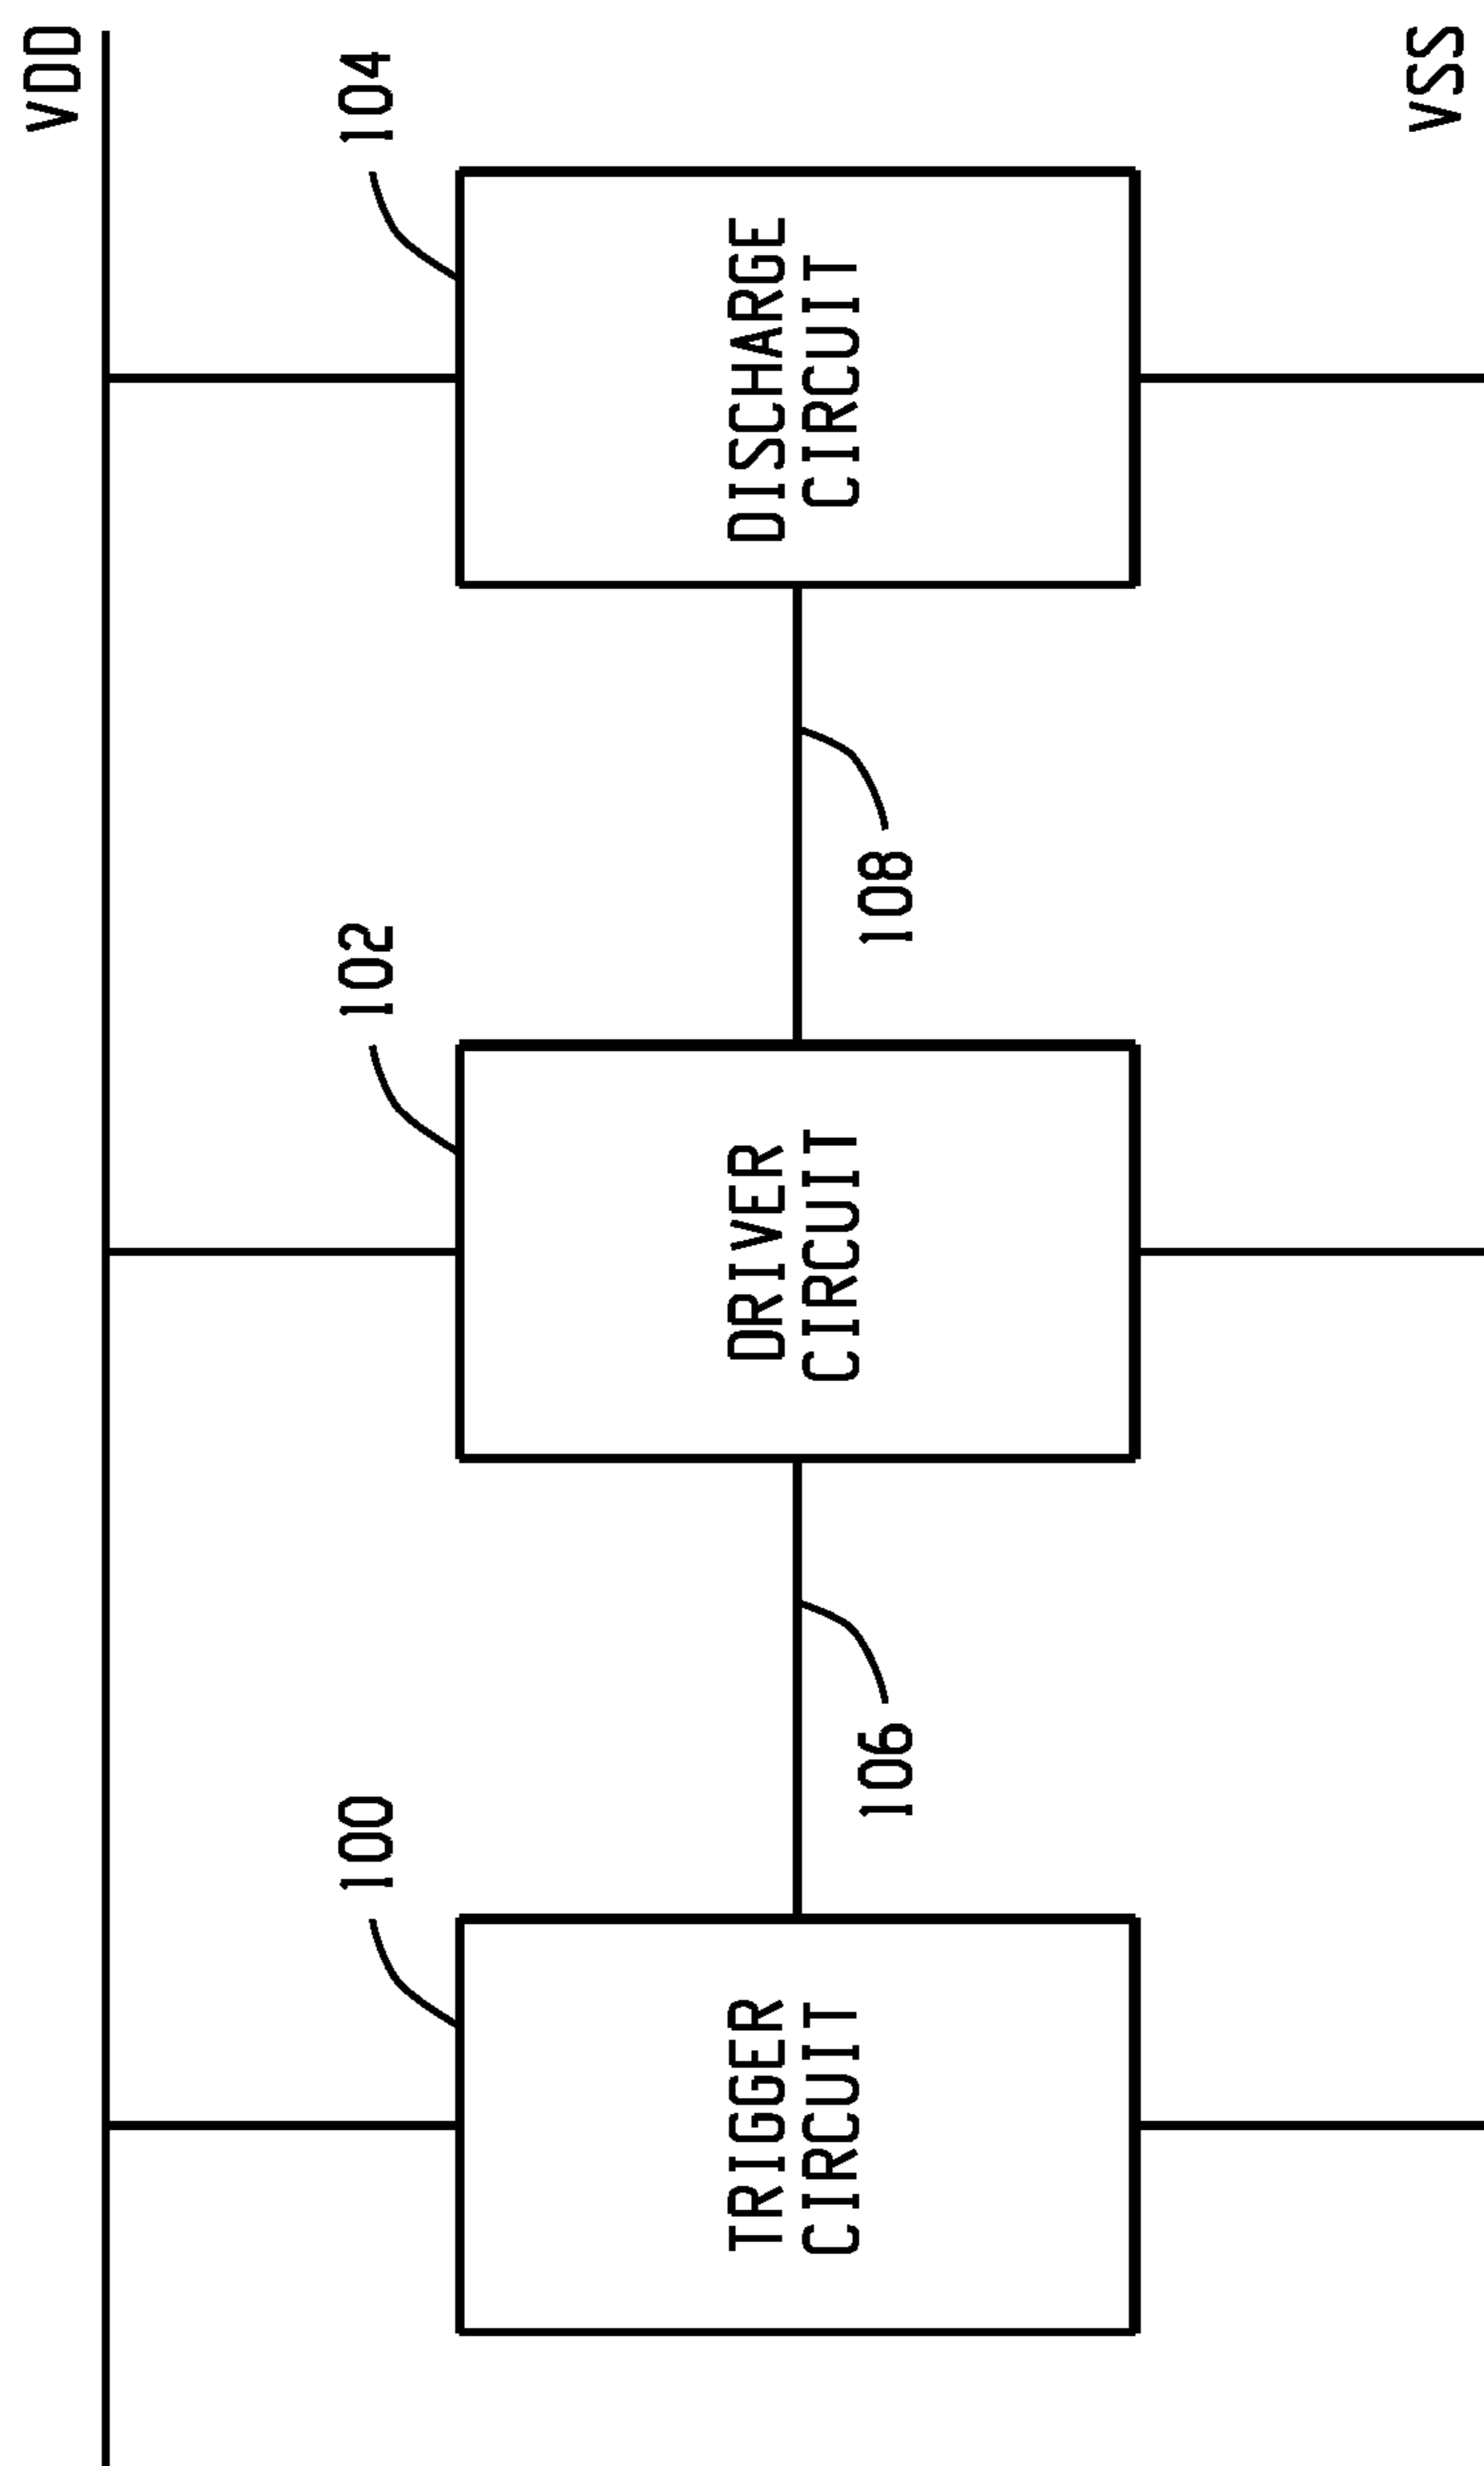 VDD
100
102
104
TRIGGER
CIRCUIT
DRIVER
CIRCUIT
DISCHARGE
CIRCUIT
106
108
VSS